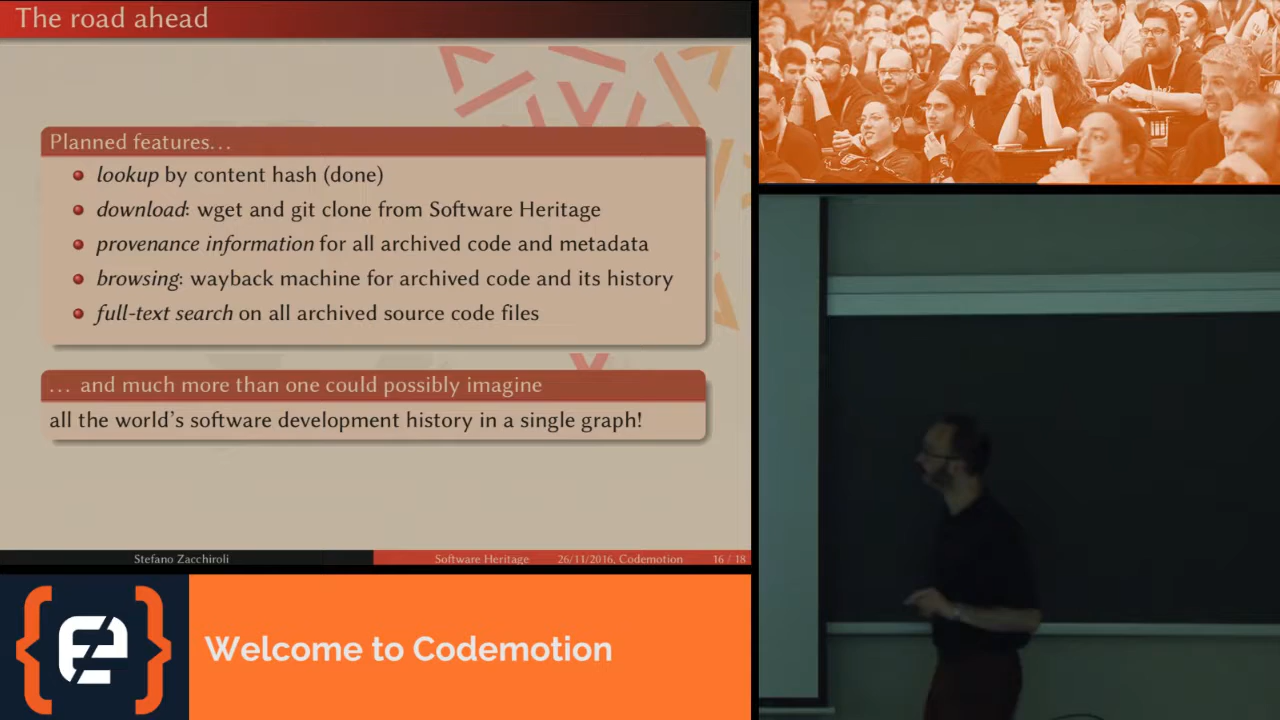 The road ahead
Planned features…
lookup by content hash (done)
download: wget and git clone from Software Heritage
provenance information for all archived code and metadata
browsing: wayback machine for archived code and its history
full-text search on all archived source code files
… and much more than one could possibly imagine
all the world's software development history in a single graph!
Stefano Zacchiroli
Software Heritage 26/11/2016, Codemotion 16 / 18
Welcome to Codemotion